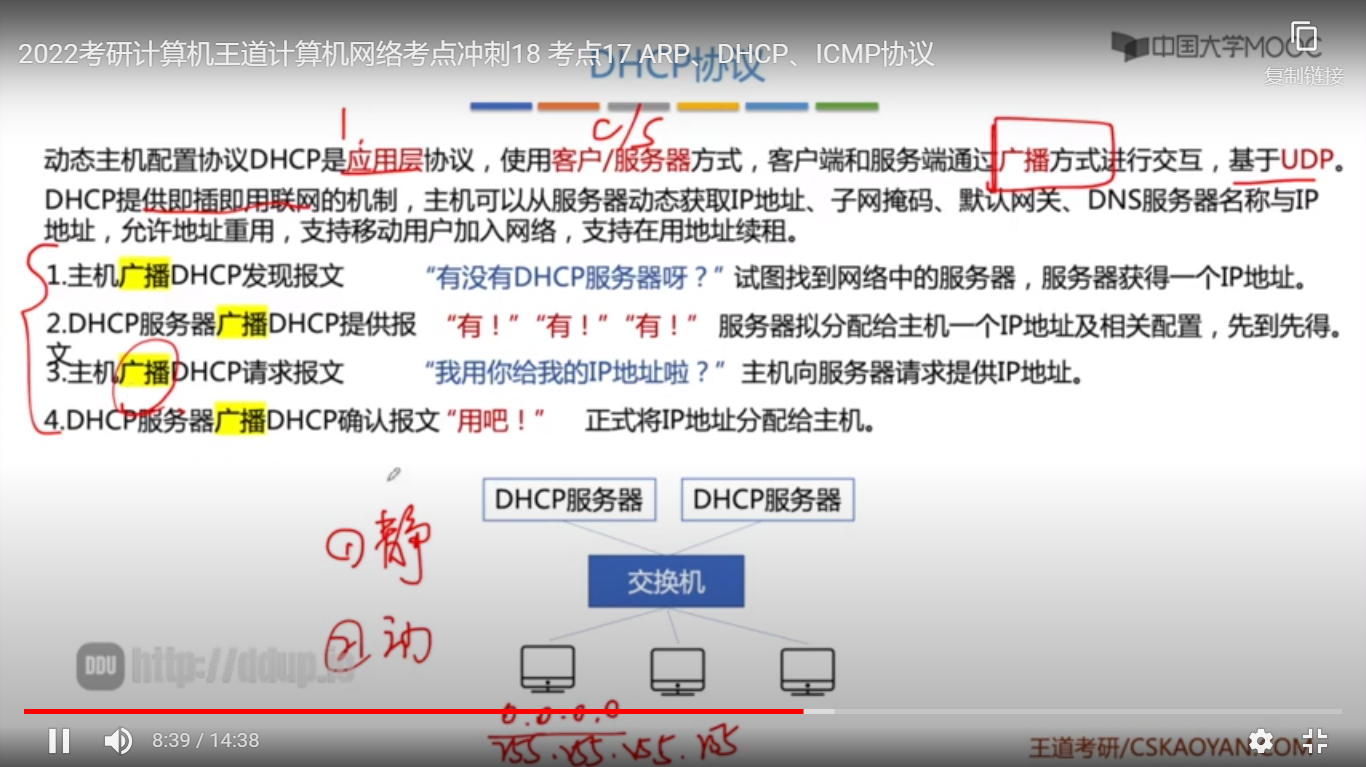 2022考研计算机王道计算机网络考点冲刺18 考点17 ARP、DHCP、ICMP协议
中国大学MOOC
复制链接
DHCP协议
C/S
动态主机配置协议DHCP是应用层协议，使用客户/服务器方式，客户端和服务端通过广播方式进行交互，基于UDP。
DHCP提供即插即用联网的机制，主机可以从服务器动态获取IP地址、子网掩码、默认网关、DNS服务器名称与IP
地址，允许地址重用，支持移动用户加入网络，支持在用地址续租。
1.主机广播DHCP发现报文 “有没有DHCP服务器呀？” 试图找到网络中的服务器，服务器获得一个IP地址。
2.DHCP服务器广播DHCP提供报 “有！”“有！”“有！” 服务器拟分配给主机一个IP地址及相关配置，先到先得。
文
3.主机广播DHCP请求报文 “我用你给我的IP地址啦？” 主机向服务器请求提供IP地址。
4.DHCP服务器广播DHCP确认报文 “用吧！” 正式将IP地址分配给主机。
DHCP服务器 DHCP服务器
① 静
交换机
② 动
DDU http://ddup.io
0.0.0.0
255.255.255.255
8:39 / 14:38
王道考研/CSKAOYAN.COM